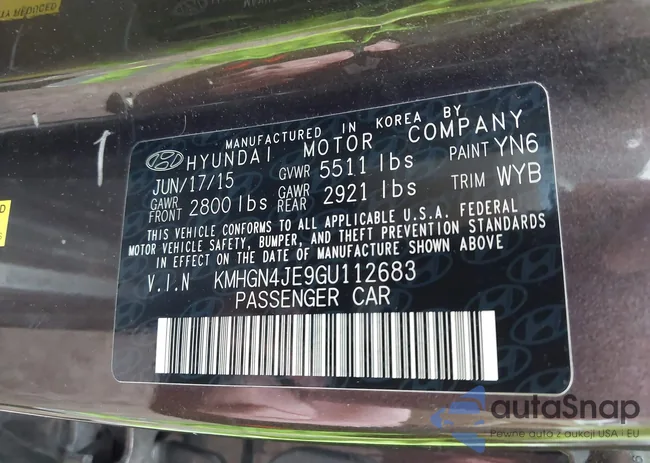 TA REDUCED
MANUFACTURED IN KOREA BY
HYUNDAI MOTOR COMPANY
JUN/17/15 GVWR 5511 lbs PAINT YN6
GAWR FRONT 2800 lbs GAWR REAR 2921 lbs TRIM WYB
THIS VEHICLE CONFORMS TO ALL APPLICABLE U.S.A. FEDERAL
MOTOR VEHICLE SAFETY, BUMPER, AND THEFT PREVENTION STANDARDS
IN EFFECT ON THE DATE OF MANUFACTURE SHOWN ABOVE
V.I.N KMHGN4JE9GU112683
PASSENGER CAR
autaSnap
Pewne auto z aukcji USA i EU